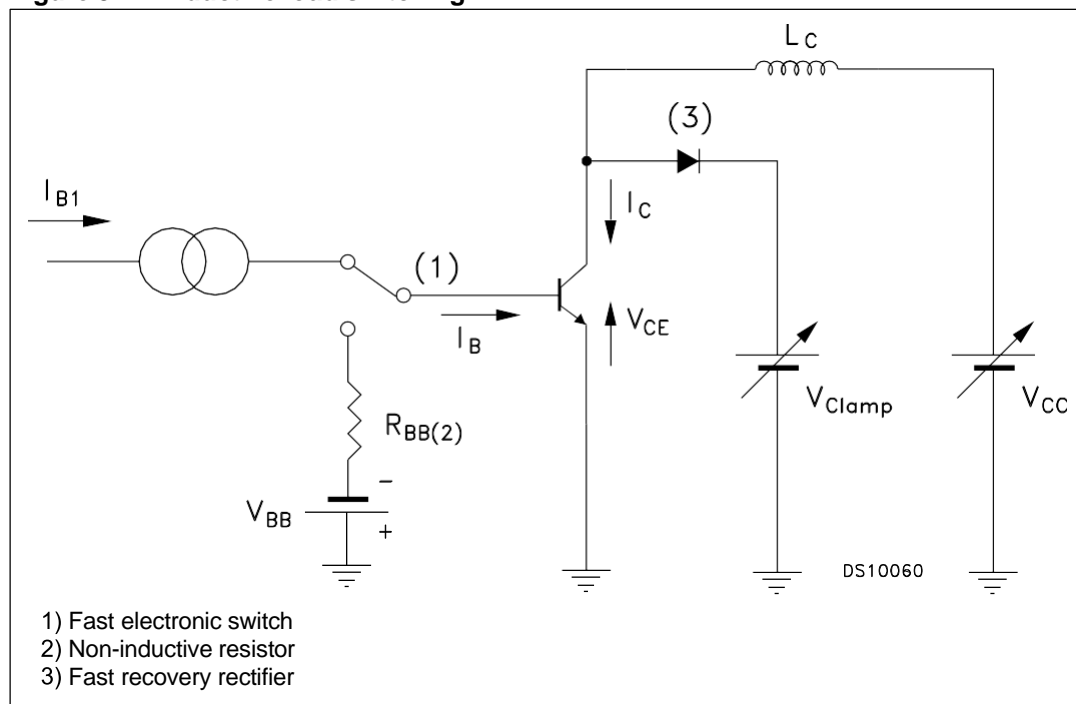 L_C
(3)
I_B1
I_C
(1)
V_CE
I_B
V_Clamp
V_CC
R_BB(2)
-
V_BB
+
DS10060
1) Fast electronic switch
2) Non-inductive resistor
3) Fast recovery rectifier